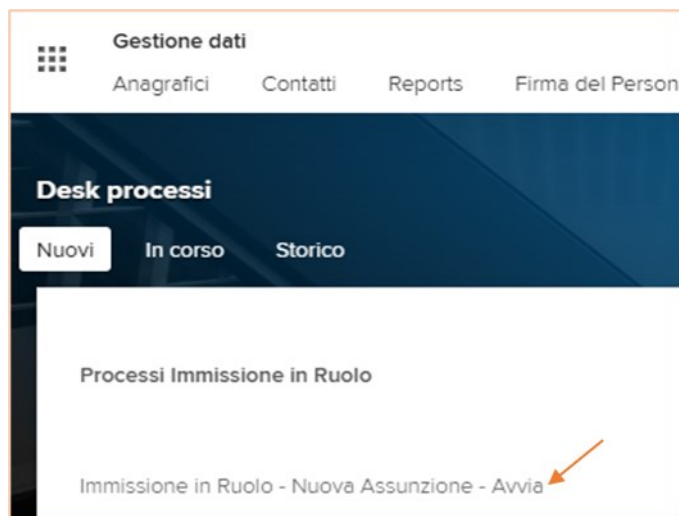 Gestione dati
Anagrafici Contatti Reports Firma del Person
Desk processi
Nuovi In corso Storico
Processi Immissione in Ruolo
Immissione in Ruolo - Nuova Assunzione - Avvia